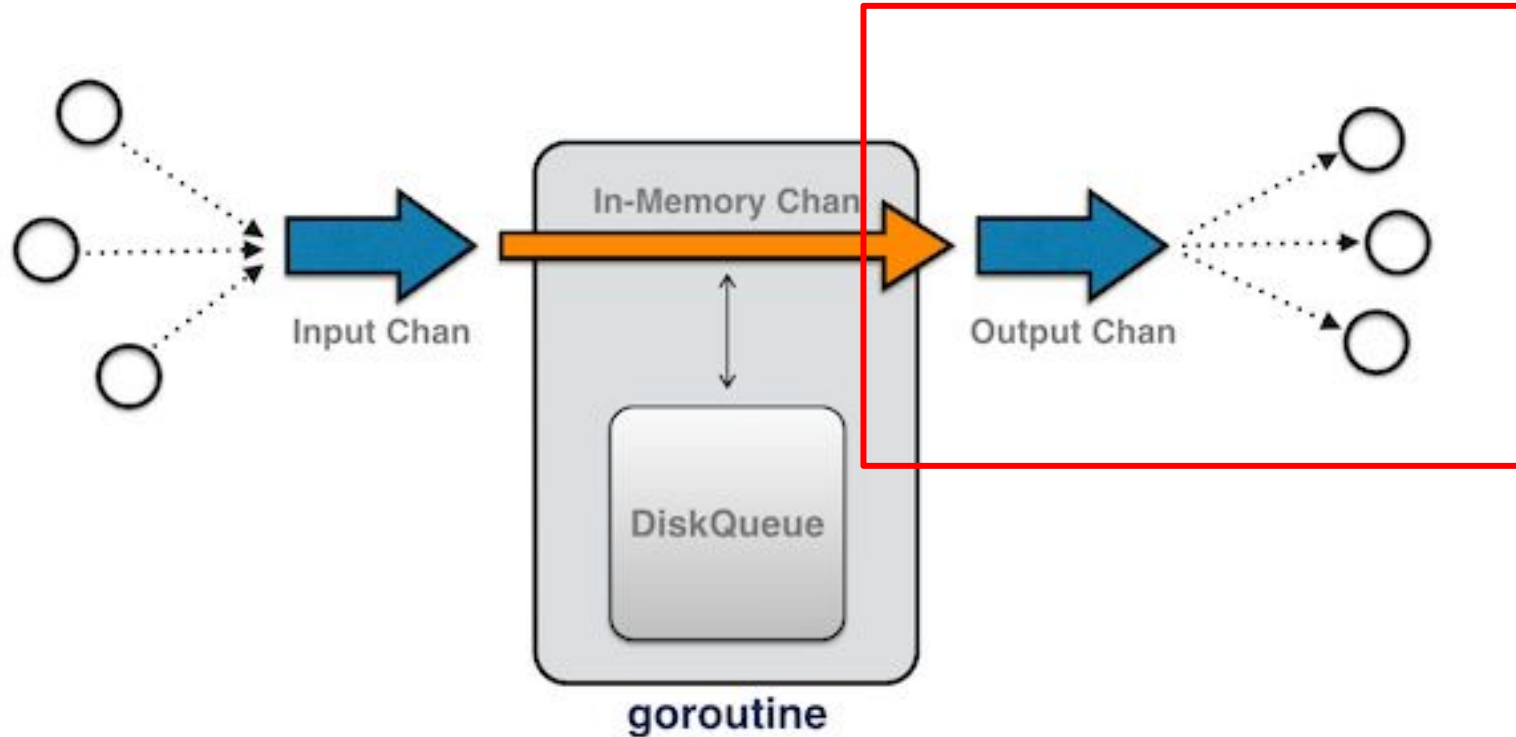 In-Memory Chan
Input Chan
Output Chan
DiskQueue
goroutine